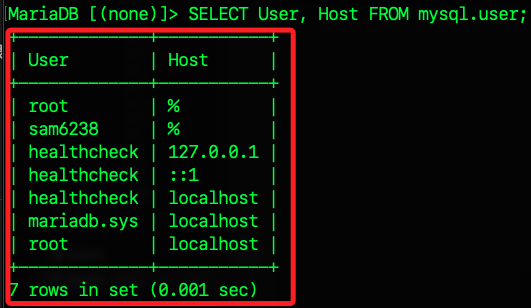 MariaDB [(none)]> SELECT User, Host FROM mysql.user;
+-------------+-----------+
| User        | Host      |
+-------------+-----------+
| root        | %         |
| sam6238     | %         |
| healthcheck | 127.0.0.1 |
| healthcheck | ::1       |
| healthcheck | localhost |
| mariadb.sys | localhost |
| root        | localhost |
+-------------+-----------+
7 rows in set (0.001 sec)